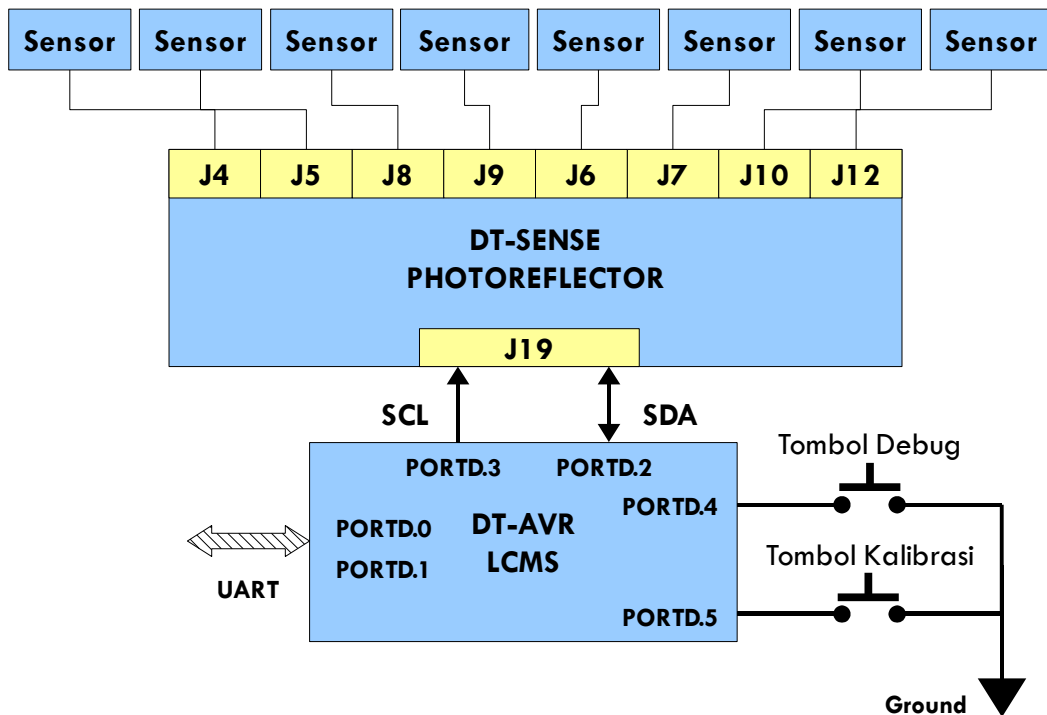 Sensor Sensor Sensor Sensor Sensor Sensor Sensor Sensor
J4 J5 J8 J9 J6 J7 J10 J12
DT-SENSE
PHOTOREFLECTOR
J19
SCL SDA
PORTD.3 PORTD.2
Tombol Debug
PORTD.4
PORTD.0
PORTD.1
DT-AVR
LCMS
UART
Tombol Kalibrasi
PORTD.5
Ground